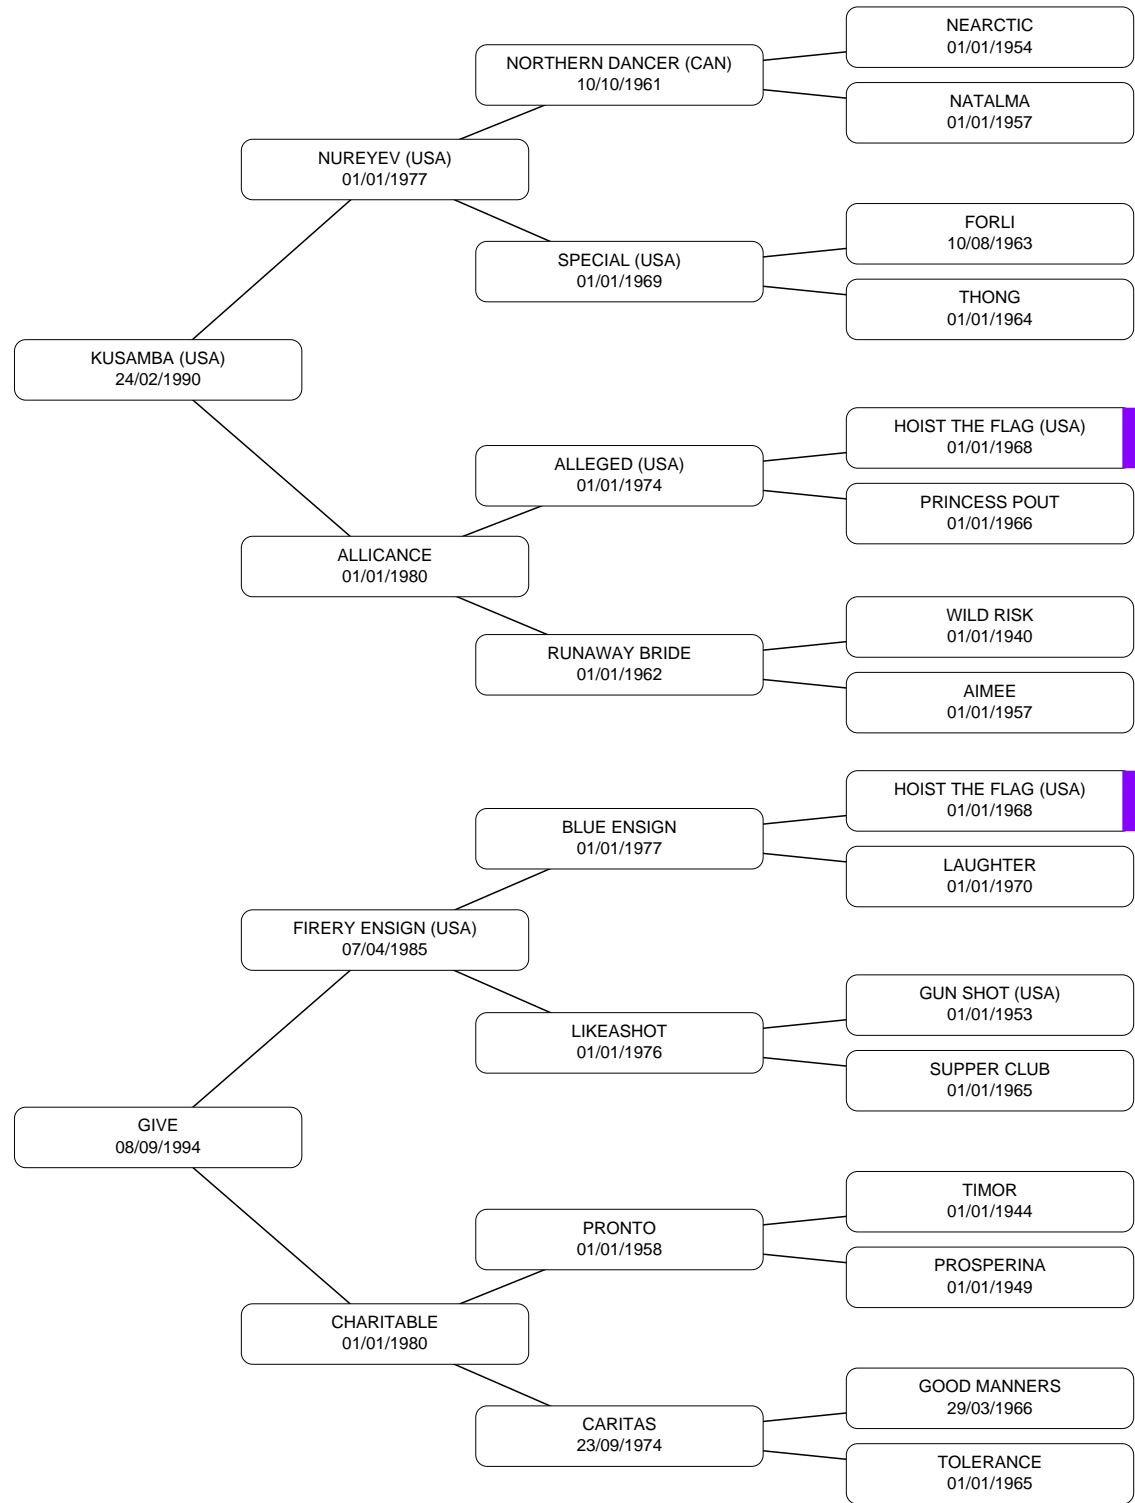 NEARCTIC
01/01/1954
NORTHERN DANCER (CAN)
10/10/1961
NATALMA
01/01/1957
NUREYEV (USA)
01/01/1977
FORLI
10/08/1963
SPECIAL (USA)
01/01/1969
THONG
01/01/1964
KUSAMBA (USA)
24/02/1990
HOIST THE FLAG (USA)
01/01/1968
ALLEGED (USA)
01/01/1974
PRINCESS POUT
01/01/1966
ALLICANCE
01/01/1980
WILD RISK
01/01/1940
RUNAWAY BRIDE
01/01/1962
AIMEE
01/01/1957
HOIST THE FLAG (USA)
01/01/1968
BLUE ENSIGN
01/01/1977
LAUGHTER
01/01/1970
FIRERY ENSIGN (USA)
07/04/1985
GUN SHOT (USA)
01/01/1953
LIKEASHOT
01/01/1976
SUPPER CLUB
01/01/1965
GIVE
08/09/1994
TIMOR
01/01/1944
PRONTO
01/01/1958
PROSPERINA
01/01/1949
CHARITABLE
01/01/1980
GOOD MANNERS
29/03/1966
CARITAS
23/09/1974
TOLERANCE
01/01/1965